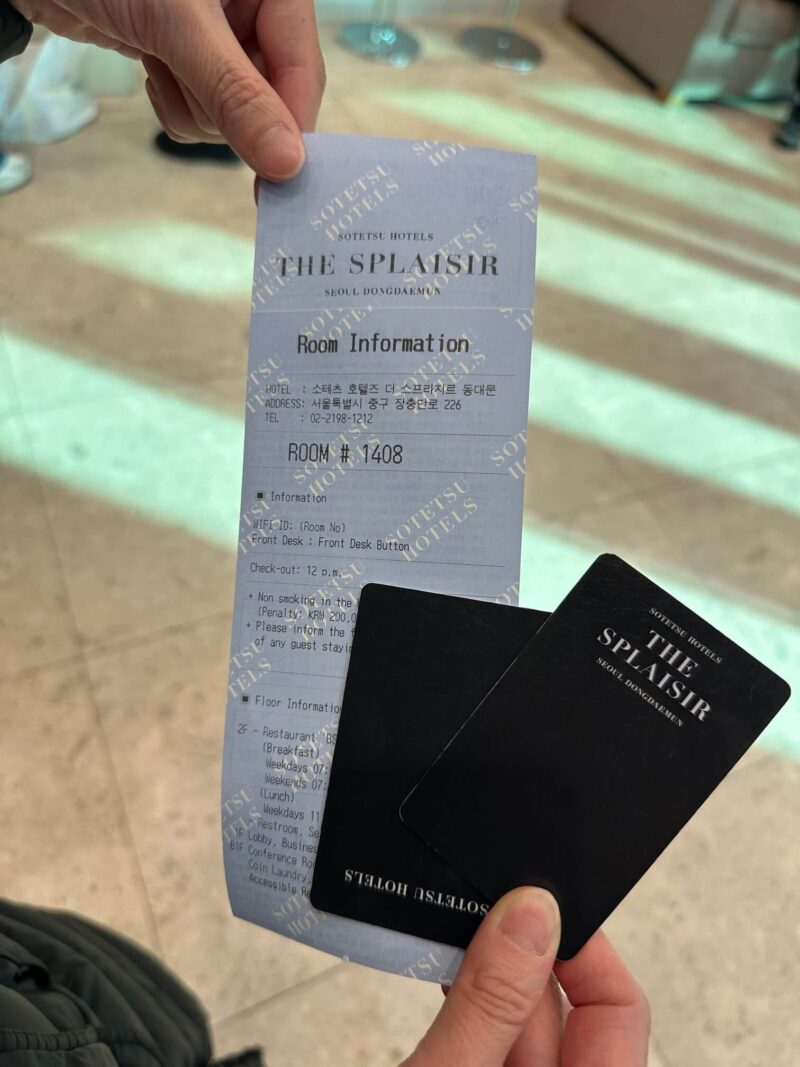 SOTETSU HOTELS
THE SPLAISIR
SEOUL DONGDAEMUN
Room Information
HOTEL : 소테츠 호텔즈 더 스프라지르 동대문
ADDRESS: 서울특별시 중구 장충단로 226
TEL : 02-2198-1212
ROOM # 1408
■ Information
WIFI ID: (Room No)
Front Desk : Front Desk Button
Check-out: 12 p.m.
+ Non smoking in the
(Penalty: KRW 200,0
+ Please inform the
of any guest
■ Floor Information
2F - Restaurant
(Breakfast)
Weekdays 07:
Weekends 07:
(Lunch)
Weekdays 11
Restroom,
1F Lobby,
B1F Conference
Coin Laundry,
Accessible
SOTETSU HOTELS
THE
SPLAISIR
SEOUL DONGDAEMUN
SOTETSU HOTELS